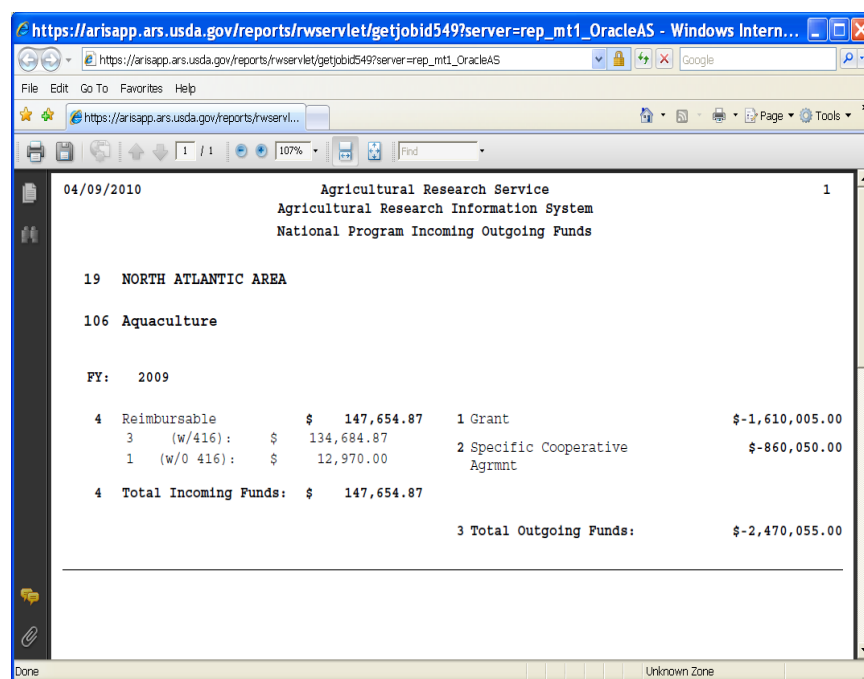 https://arisapp.ars.usda.gov/reports/rwservlet/getjobid549?server=rep_mt1_OracleAS - Windows Intern...
https://arisapp.ars.usda.gov/reports/rwservlet/getjobid549?server=rep_mt1_OracleAS Google
File Edit Go To Favorites Help
https://arisapp.ars.usda.gov/reports/rwservl... Page Tools
1 / 1 107% Find
04/09/2010 Agricultural Research Service 1
Agricultural Research Information System
National Program Incoming Outgoing Funds
19 NORTH ATLANTIC AREA
106 Aquaculture
FY: 2009
4 Reimbursable $ 147,654.87 1 Grant $-1,610,005.00
3 (w/416): $ 134,684.87
2 Specific Cooperative $-860,050.00
1 (w/0 416): $ 12,970.00
Agrmnt
4 Total Incoming Funds: $ 147,654.87
3 Total Outgoing Funds: $-2,470,055.00
Done Unknown Zone